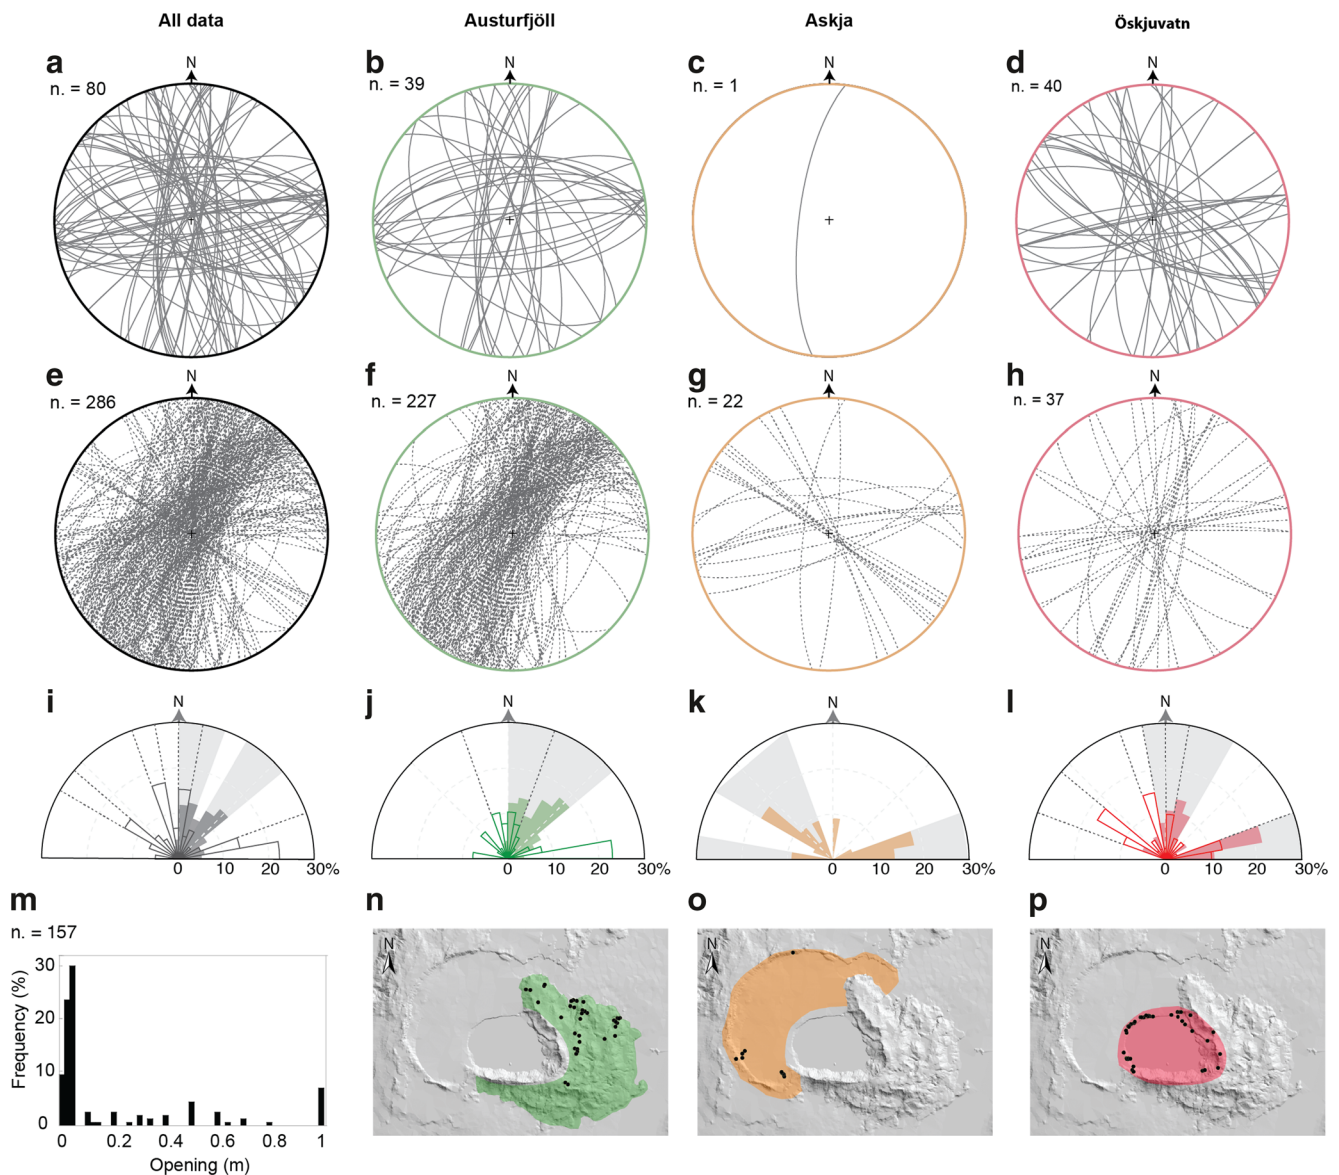 All data Austurfjöll Askja Öskjuvatn
a b c d
N N N N
n. = 80 n. = 39 n. = 1 n. = 40
e f g h
N N N N
n. = 286 n. = 227 n. = 22 n. = 37
i j k l
N N N N
0 10 20 30% 0 10 20 30% 0 10 20 30% 0 10 20 30%
m n o p
n. = 157
N N N
30
20
10
0
Frequency (%)
0 0.2 0.4 0.6 0.8 1
Opening (m)